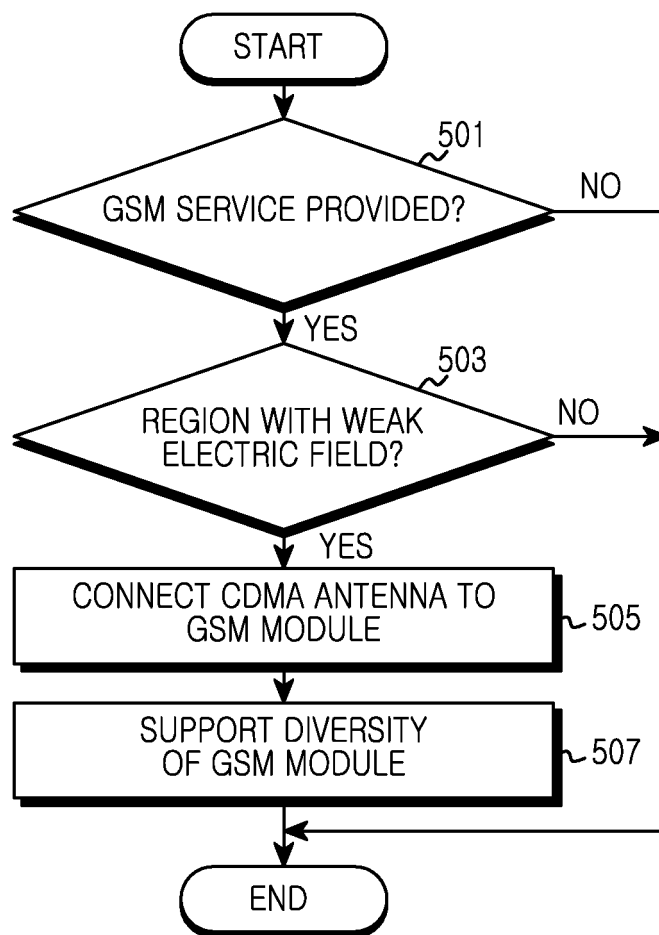 START
501
GSM SERVICE PROVIDED?
NO
YES
503
REGION WITH WEAK
ELECTRIC FIELD?
NO
YES
CONNECT CDMA ANTENNA TO
GSM MODULE
505
SUPPORT DIVERSITY
OF GSM MODULE
507
END